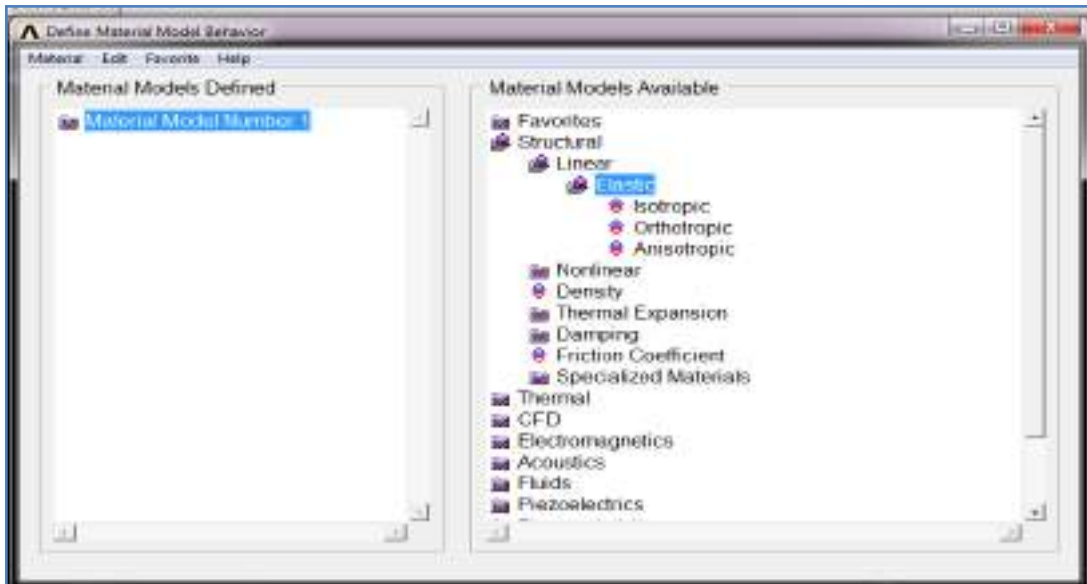 Define Material Model Behavior
Material Edit Favorite Help
Material Models Defined
Material Model Number 1
Material Models Available
Favorites
Structural
Linear
Elastic
Isotropic
Orthotropic
Anisotropic
Nonlinear
Density
Thermal Expansion
Damping
Friction Coefficient
Specialized Materials
Thermal
CFD
Electromagnetics
Acoustics
Fluids
Piezoelectrics